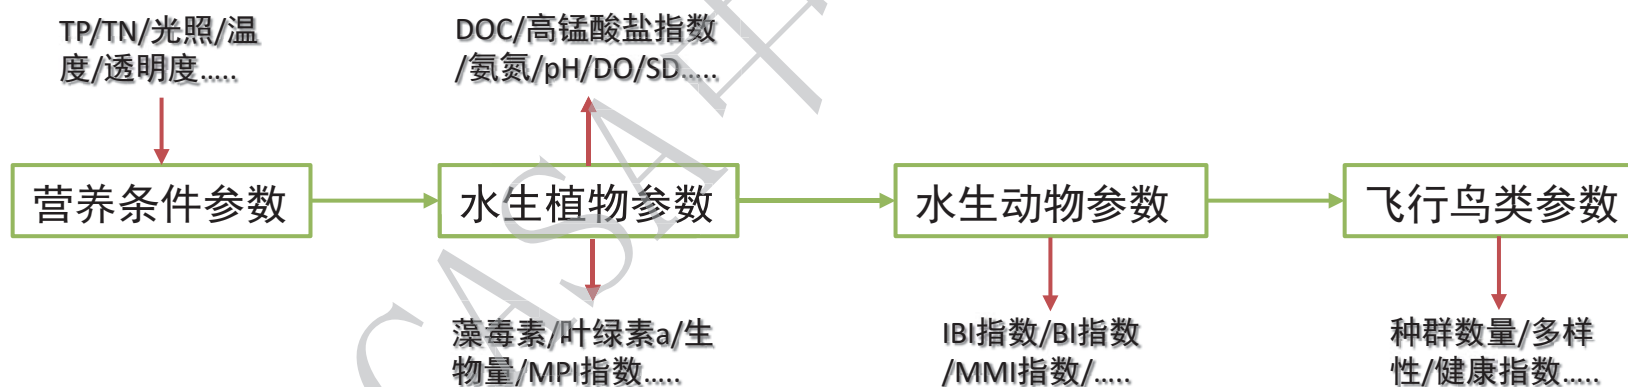 TP/TN/光照/温
度/透明度.....
DOC/高锰酸盐指数
/氨氮/pH/DO/SD.....
营养条件参数
水生植物参数
水生动物参数
飞行鸟类参数
藻毒素/叶绿素a/生
物量/MPI指数.....
IBI指数/BI指数
/MMI指数/.....
种群数量/多样
性/健康指数.....
CASAH